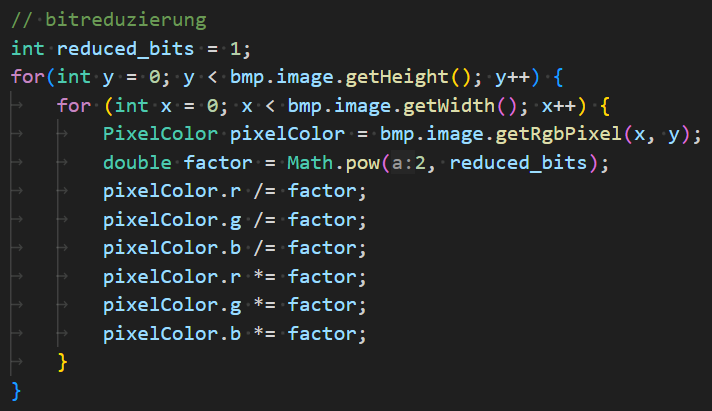 // bitreduzierung
int reduced_bits = 1;
for(int y = 0; y < bmp.image.getHeight(); y++) {
for (int x = 0; x < bmp.image.getWidth(); x++) {
PixelColor pixelColor = bmp.image.getRgbPixel(x, y);
double factor = Math.pow(a:2, reduced_bits);
pixelColor.r /= factor;
pixelColor.g /= factor;
pixelColor.b /= factor;
pixelColor.r *= factor;
pixelColor.g *= factor;
pixelColor.b *= factor;
}
}